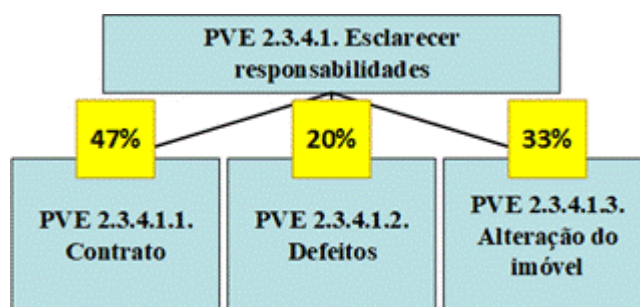 PVE 2.3.4.1. Esclarecer
responsabilidades
47%
20%
33%
PVE 2.3.4.1.1.
Contrato
PVE 2.3.4.1.2.
Defeitos
PVE 2.3.4.1.3.
Alteração do
imóvel